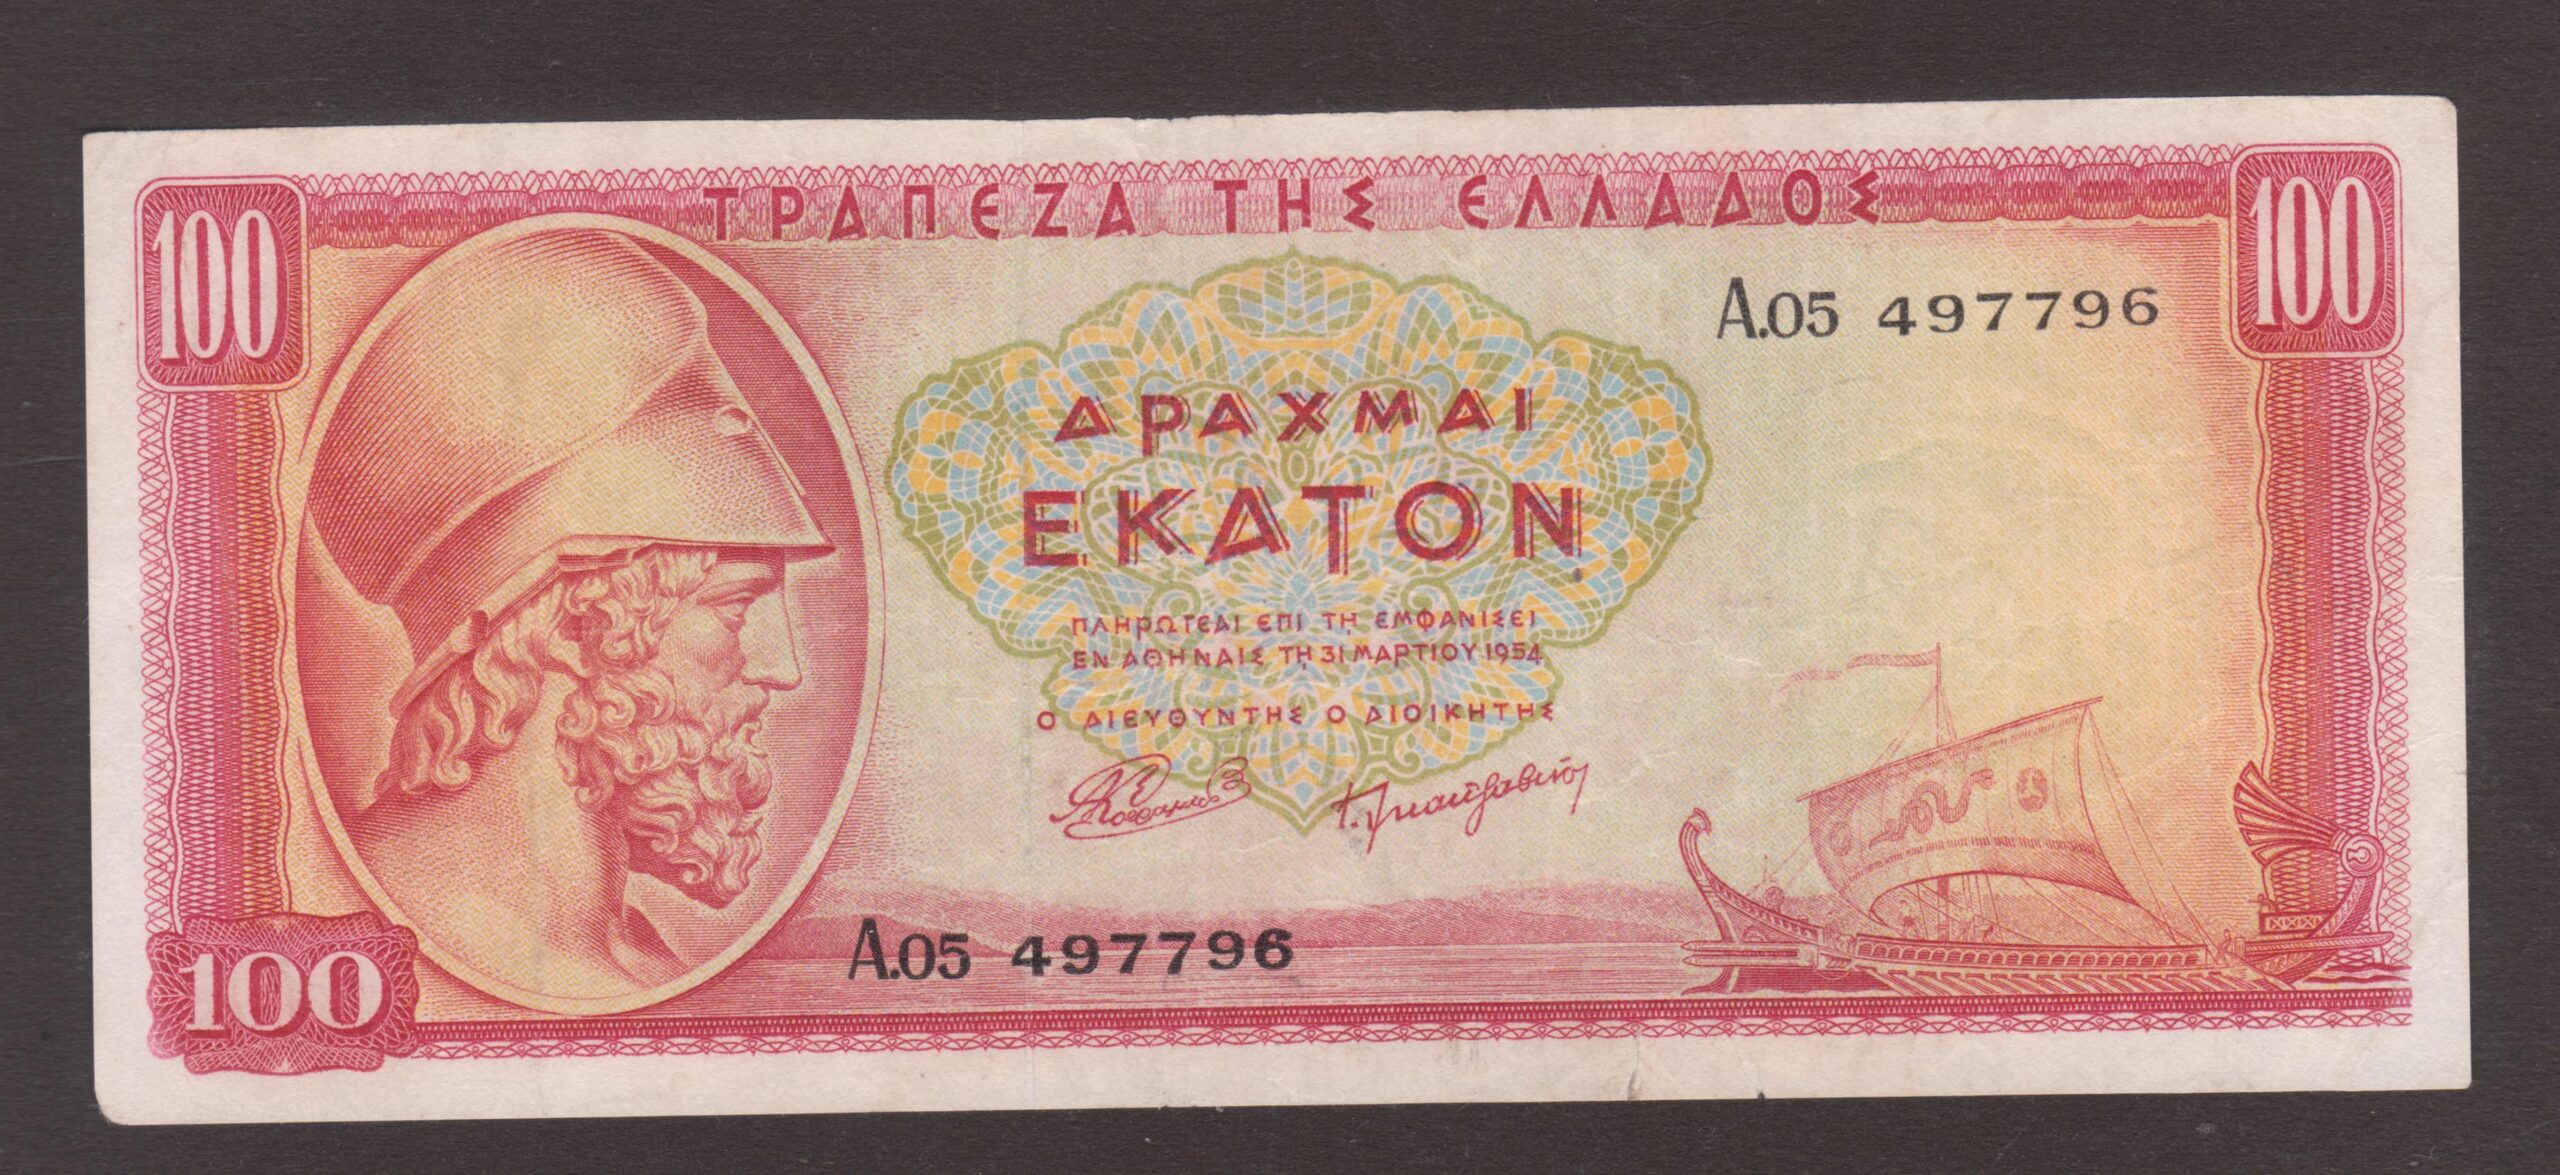 ΤΡΑΠΕΖΑ ΤΗΣ ΕΛΛΑΔΟΣ
100
100
Α.05 497796
ΔΡΑΧΜΑΙ
ΕΚΑΤΟΝ
ΠΛΗΡΩΤΕΑΙ ΕΠΙ ΤΗ ΕΜΦΑΝΙΣΕΙ
ΕΝ ΑΘΗΝΑΙΣ ΤΗ 31 ΜΑΡΤΙΟΥ 1954
Ο ΔΙΕΥΘΥΝΤΗΣ Ο ΔΙΟΙΚΗΤΗΣ
Α.05 497796
100